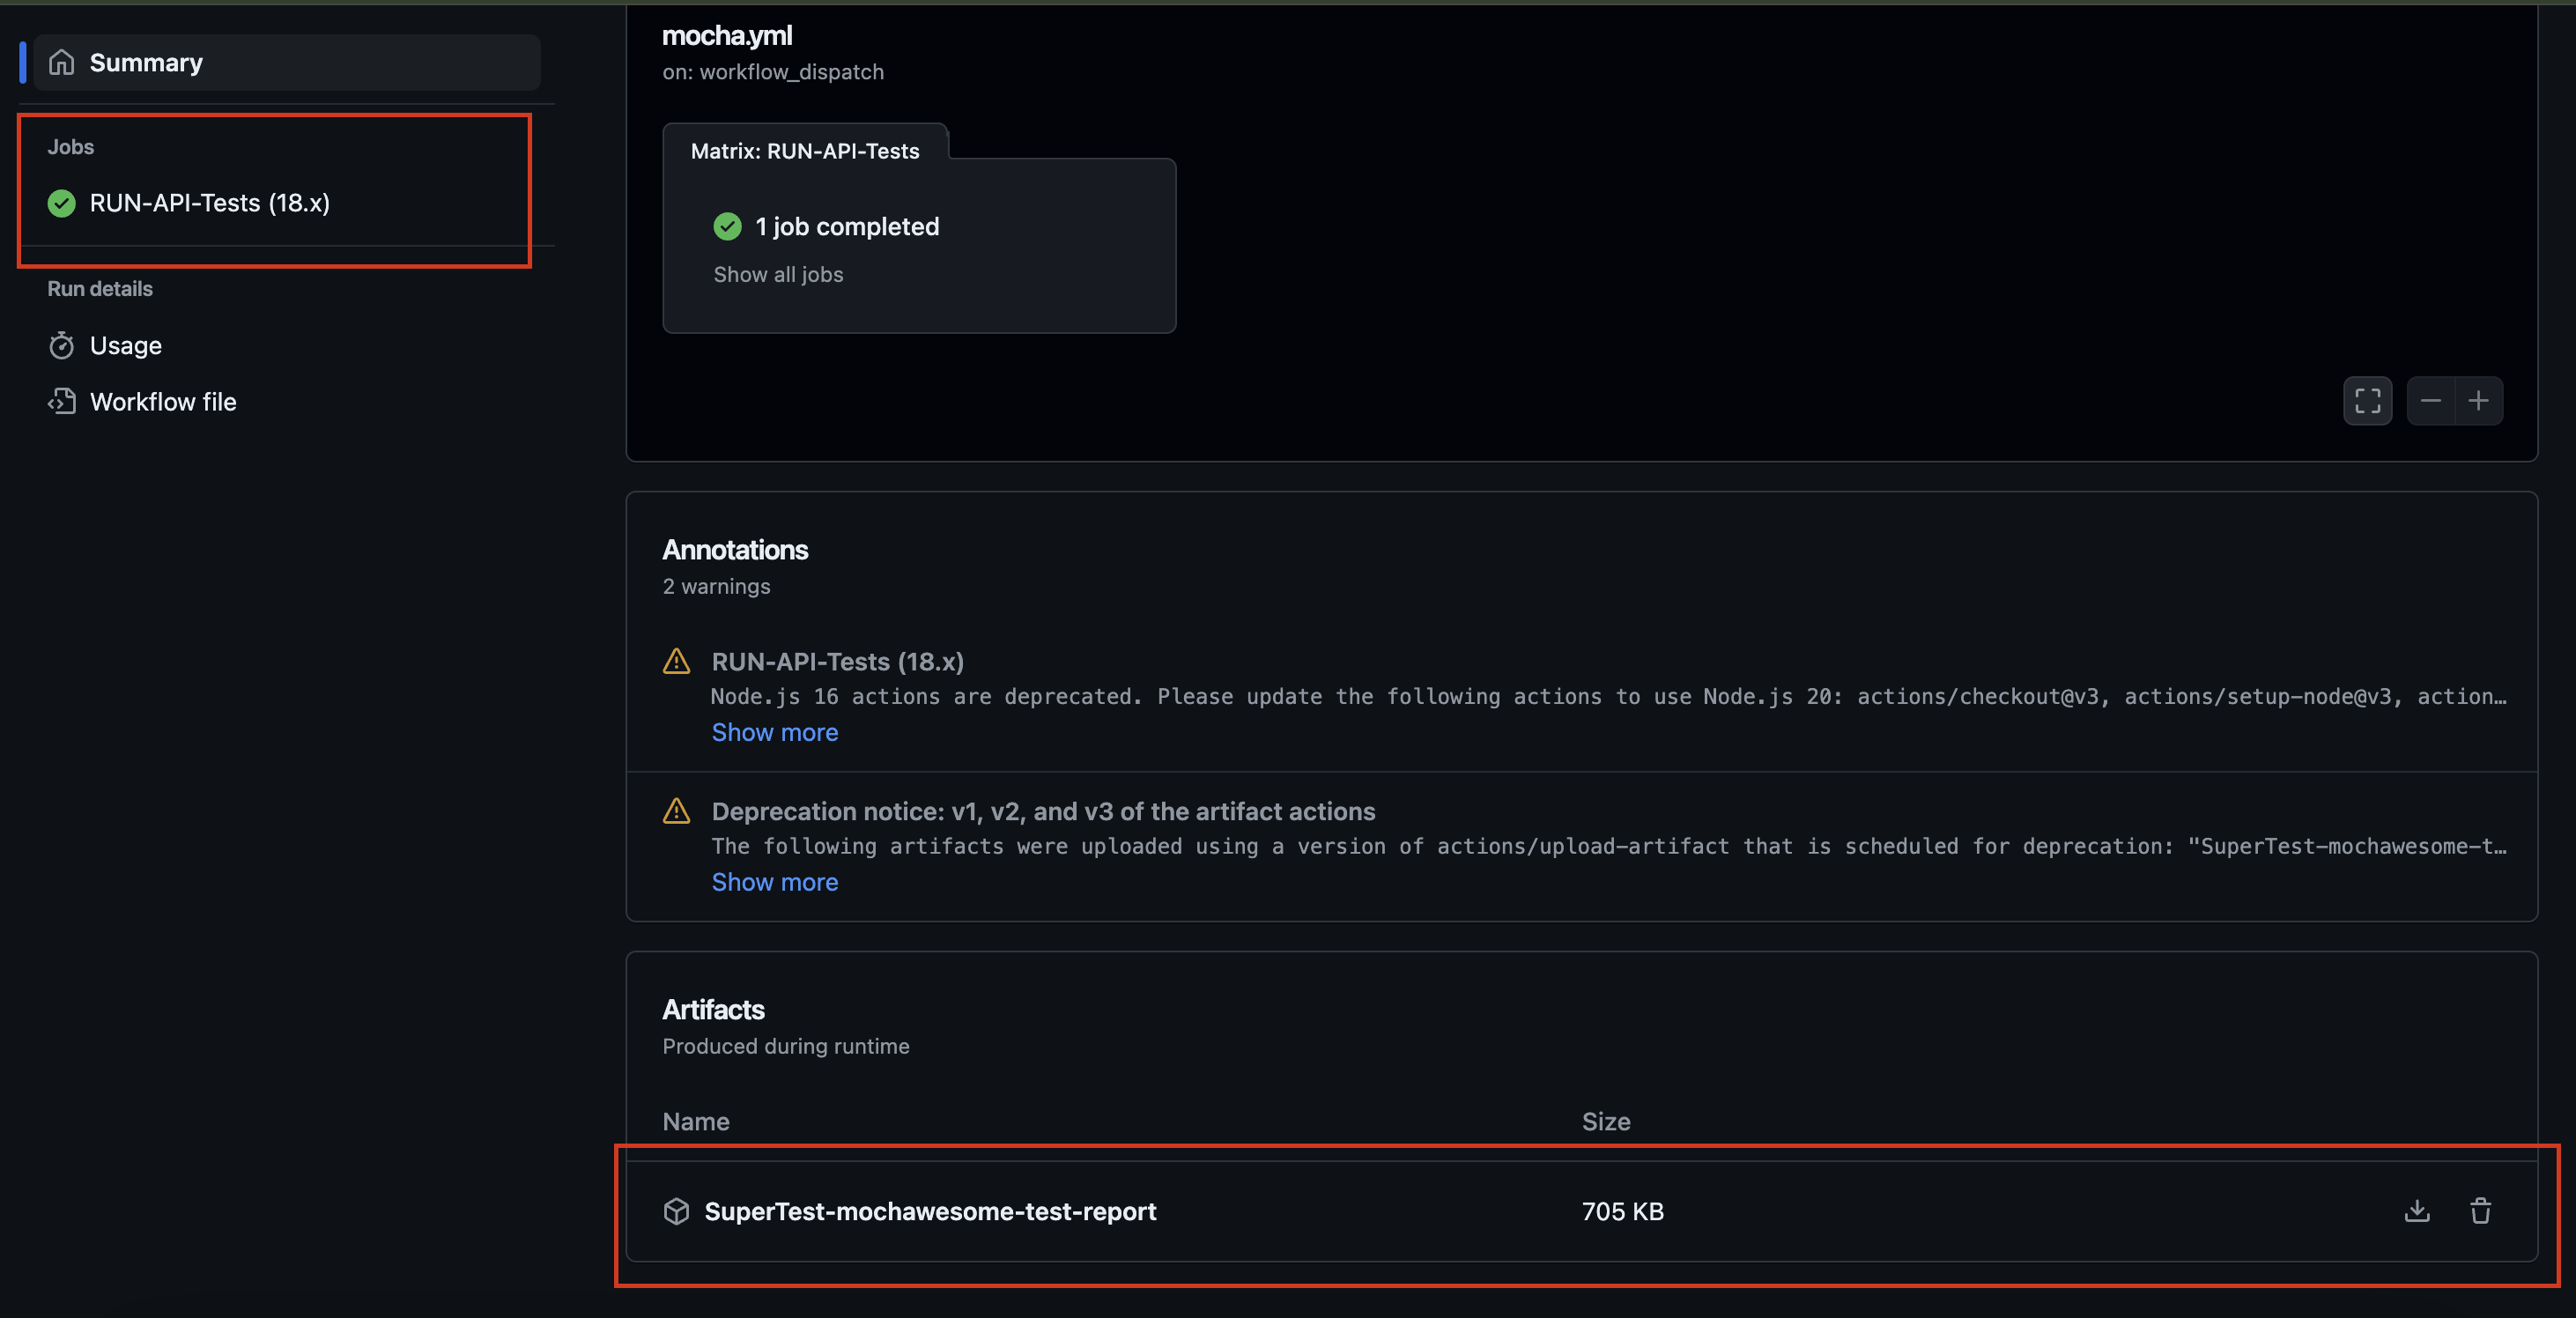 Summary
Jobs
RUN-API-Tests (18.x)
Run details
Usage
Workflow file
mocha.yml
on: workflow_dispatch
Matrix: RUN-API-Tests
1 job completed
Show all jobs
Annotations
2 warnings
RUN-API-Tests (18.x)
Node.js 16 actions are deprecated. Please update the following actions to use Node.js 20: actions/checkout@v3, actions/setup-node@v3, action…
Show more
Deprecation notice: v1, v2, and v3 of the artifact actions
The following artifacts were uploaded using a version of actions/upload-artifact that is scheduled for deprecation: "SuperTest-mochawesome-t…
Show more
Artifacts
Produced during runtime
Name Size
SuperTest-mochawesome-test-report 705 KB